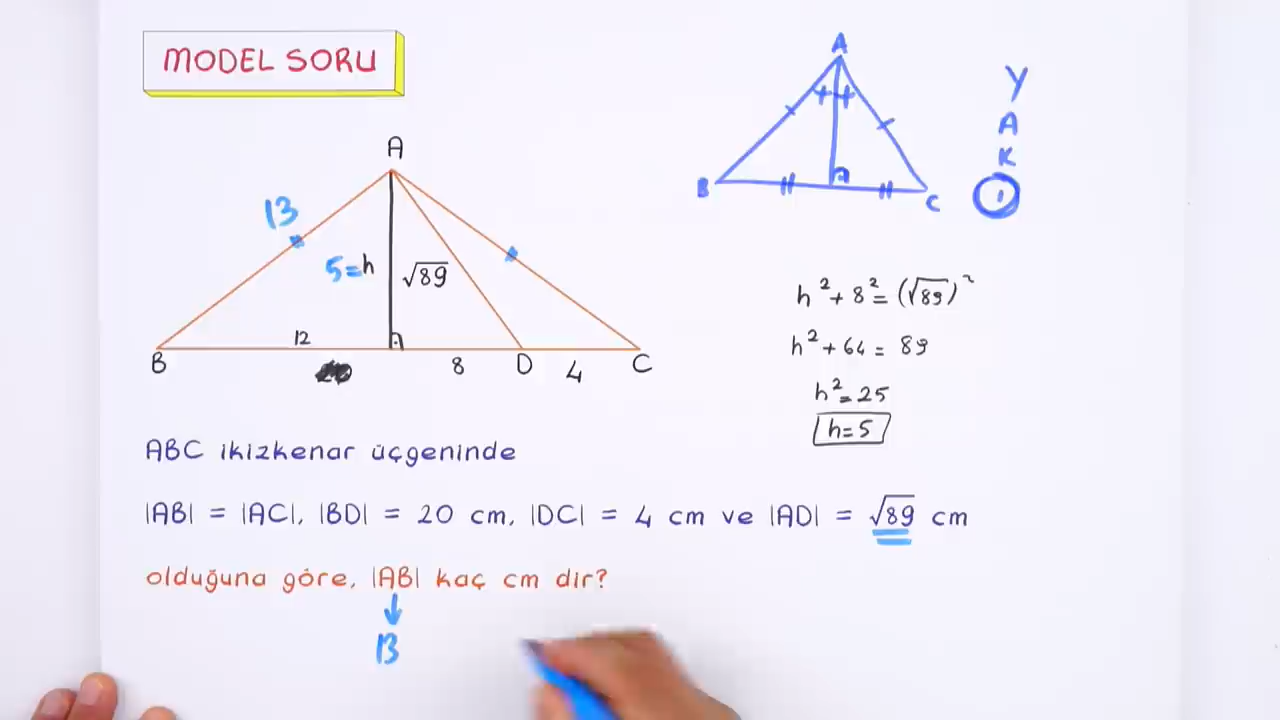 MODEL SORU
A
Y
A
K
I
B
C
A
13
5=h
√89
12
B
8
D
4
C
h²+8²=(√89)²
h²+64=89
h²=25
h=5
ABC ikizkenar üçgeninde
|AB| = |AC|, |BD| = 20 cm, |DC| = 4 cm ve |AD| = √89 cm
olduğuna göre, |AB| kaç cm dir?
13